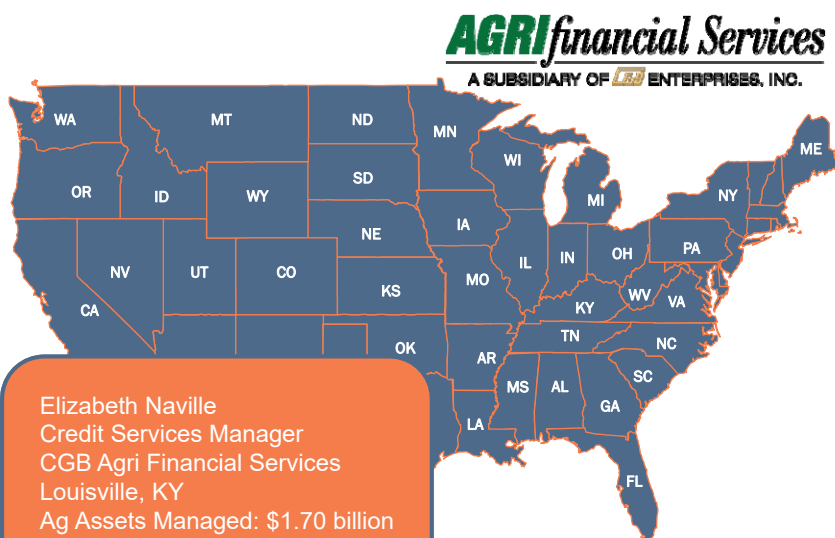 AGRI financial Services
A SUBSIDIARY OF CGB ENTERPRISES, INC.
WA
MT
ND
MN
ME
WI
OR
ID
WY
SD
MI
NY
IA
NE
PA
NV
UT
CO
IL
IN
OH
MO
KS
WV
VA
CA
KY
OK
TN
NC
AR
SC
MS
AL
GA
LA
FL
Elizabeth Naville
Credit Services Manager
CGB Agri Financial Services
Louisville, KY
Ag Assets Managed: $1.70 billion